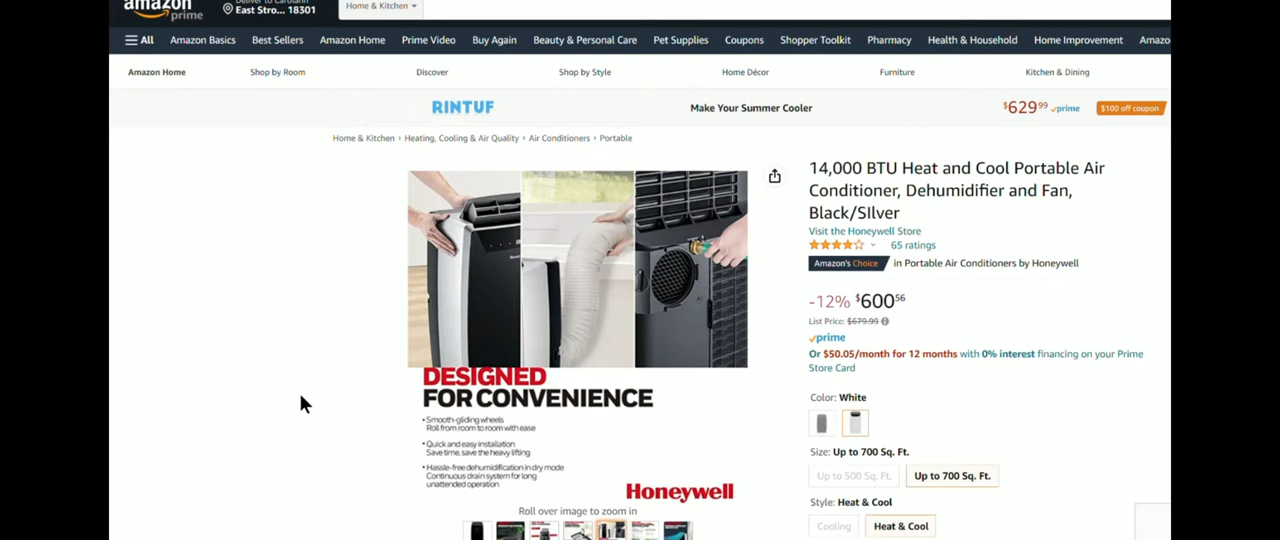 amazon
prime
East Stro... 18301
Home & Kitchen
All
Amazon Basics
Best Sellers
Amazon Home
Prime Video
Buy Again
Beauty & Personal Care
Pet Supplies
Coupons
Shopper Toolkit
Pharmacy
Health & Household
Home Improvement
Amazo
Amazon Home
Shop by Room
Discover
Shop by Style
Home Décor
Furniture
Kitchen & Dining
RINTUF
Make Your Summer Cooler
$629⁹⁹ prime
$100 off coupon
Home & Kitchen › Heating, Cooling & Air Quality › Air Conditioners › Portable
14,000 BTU Heat and Cool Portable Air
Conditioner, Dehumidifier and Fan,
Black/SIlver
Visit the Honeywell Store
65 ratings
Amazon's Choice in Portable Air Conditioners by Honeywell
-12% $600⁵⁶
List Price: $679.99
prime
Or $50.05/month for 12 months with 0% interest financing on your Prime
Store Card
Color: White
Size: Up to 700 Sq. Ft.
Up to 500 Sq. Ft.
Up to 700 Sq. Ft.
Style: Heat & Cool
Cooling
Heat & Cool
DESIGNED
FOR CONVENIENCE
• Smooth-gliding wheels
Roll from room to room with ease
• Quick and easy installation
Save time, save the heavy lifting
• Hassle-free dehumidification in dry mode
Continuous drain system for long
unattended operation
Honeywell
Roll over image to zoom in